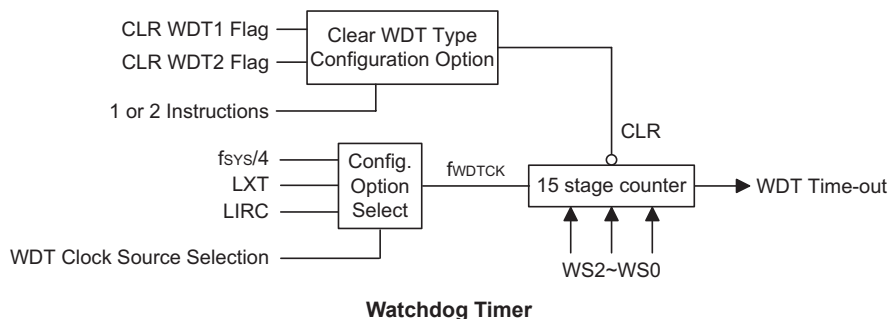 CLR WDT1 Flag
CLR WDT2 Flag
Clear WDT Type
Configuration Option
1 or 2 Instructions
CLR
fSYS/4
LXT
LIRC
Config.
Option
Select
fWDTCK
15 stage counter
WDT Time-out
WDT Clock Source Selection
WS2~WS0
Watchdog Timer